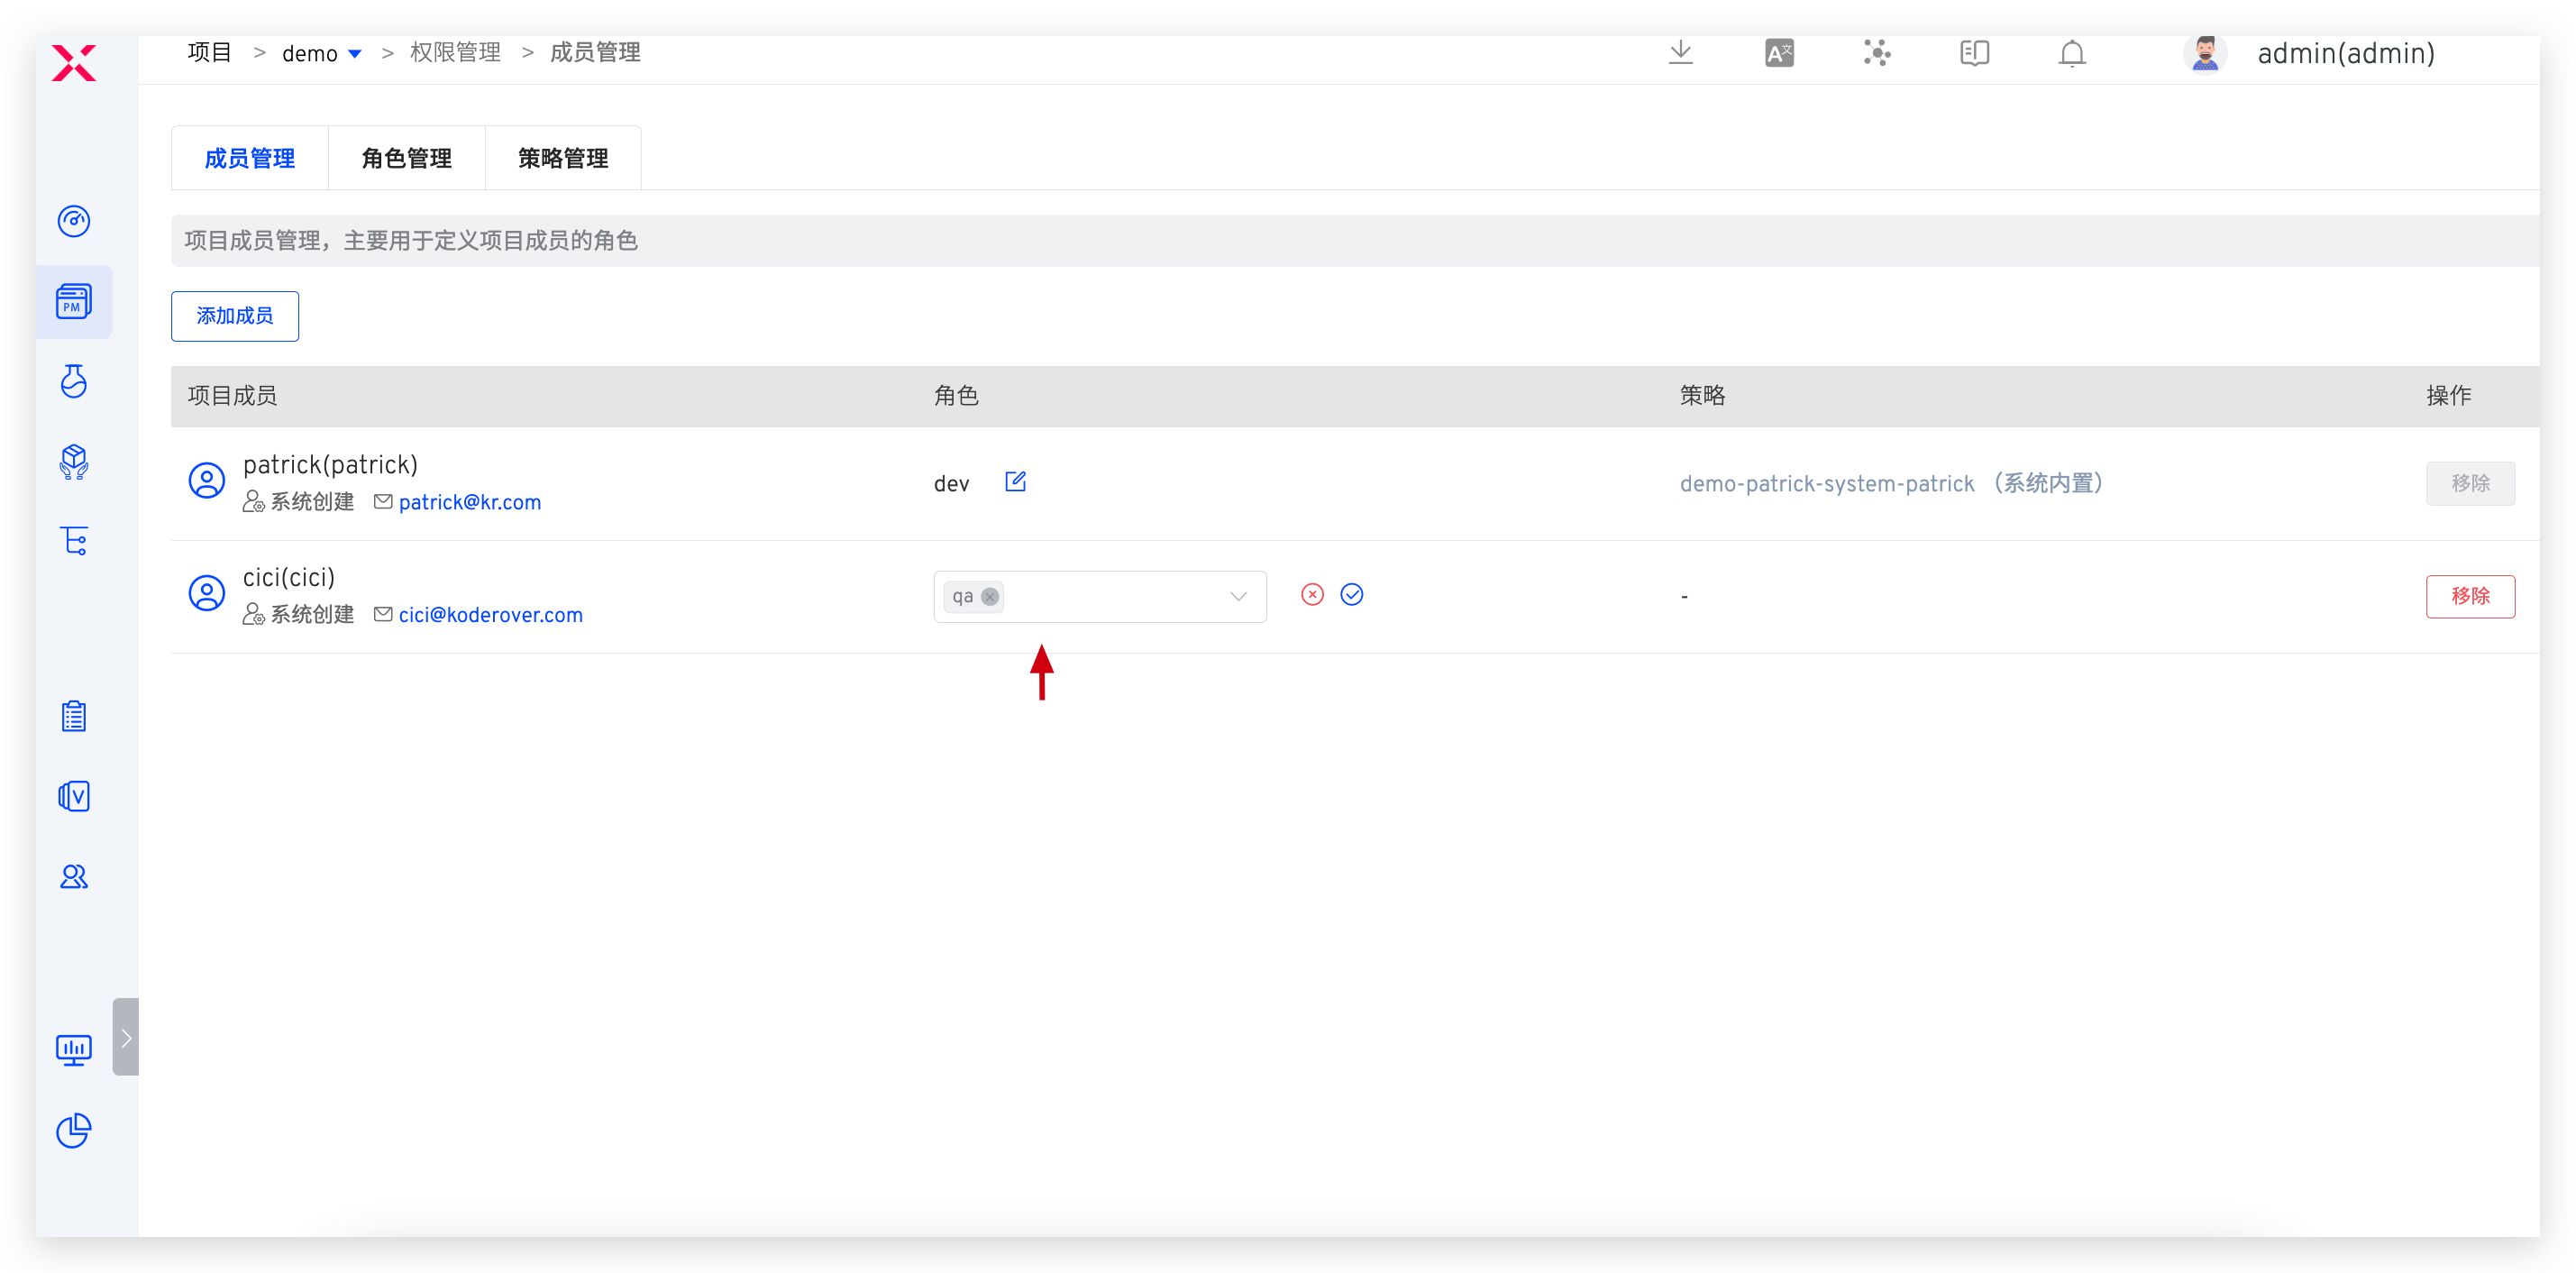 项目 > demo > 权限管理 > 成员管理
A文
admin(admin)
成员管理 角色管理 策略管理
项目成员管理，主要用于定义项目成员的角色
PM
添加成员
项目成员 角色 策略 操作
patrick(patrick)
系统创建 patrick@kr.com
dev
demo-patrick-system-patrick （系统内置）
移除
cici(cici)
系统创建 cici@koderover.com
qa
-
移除
V